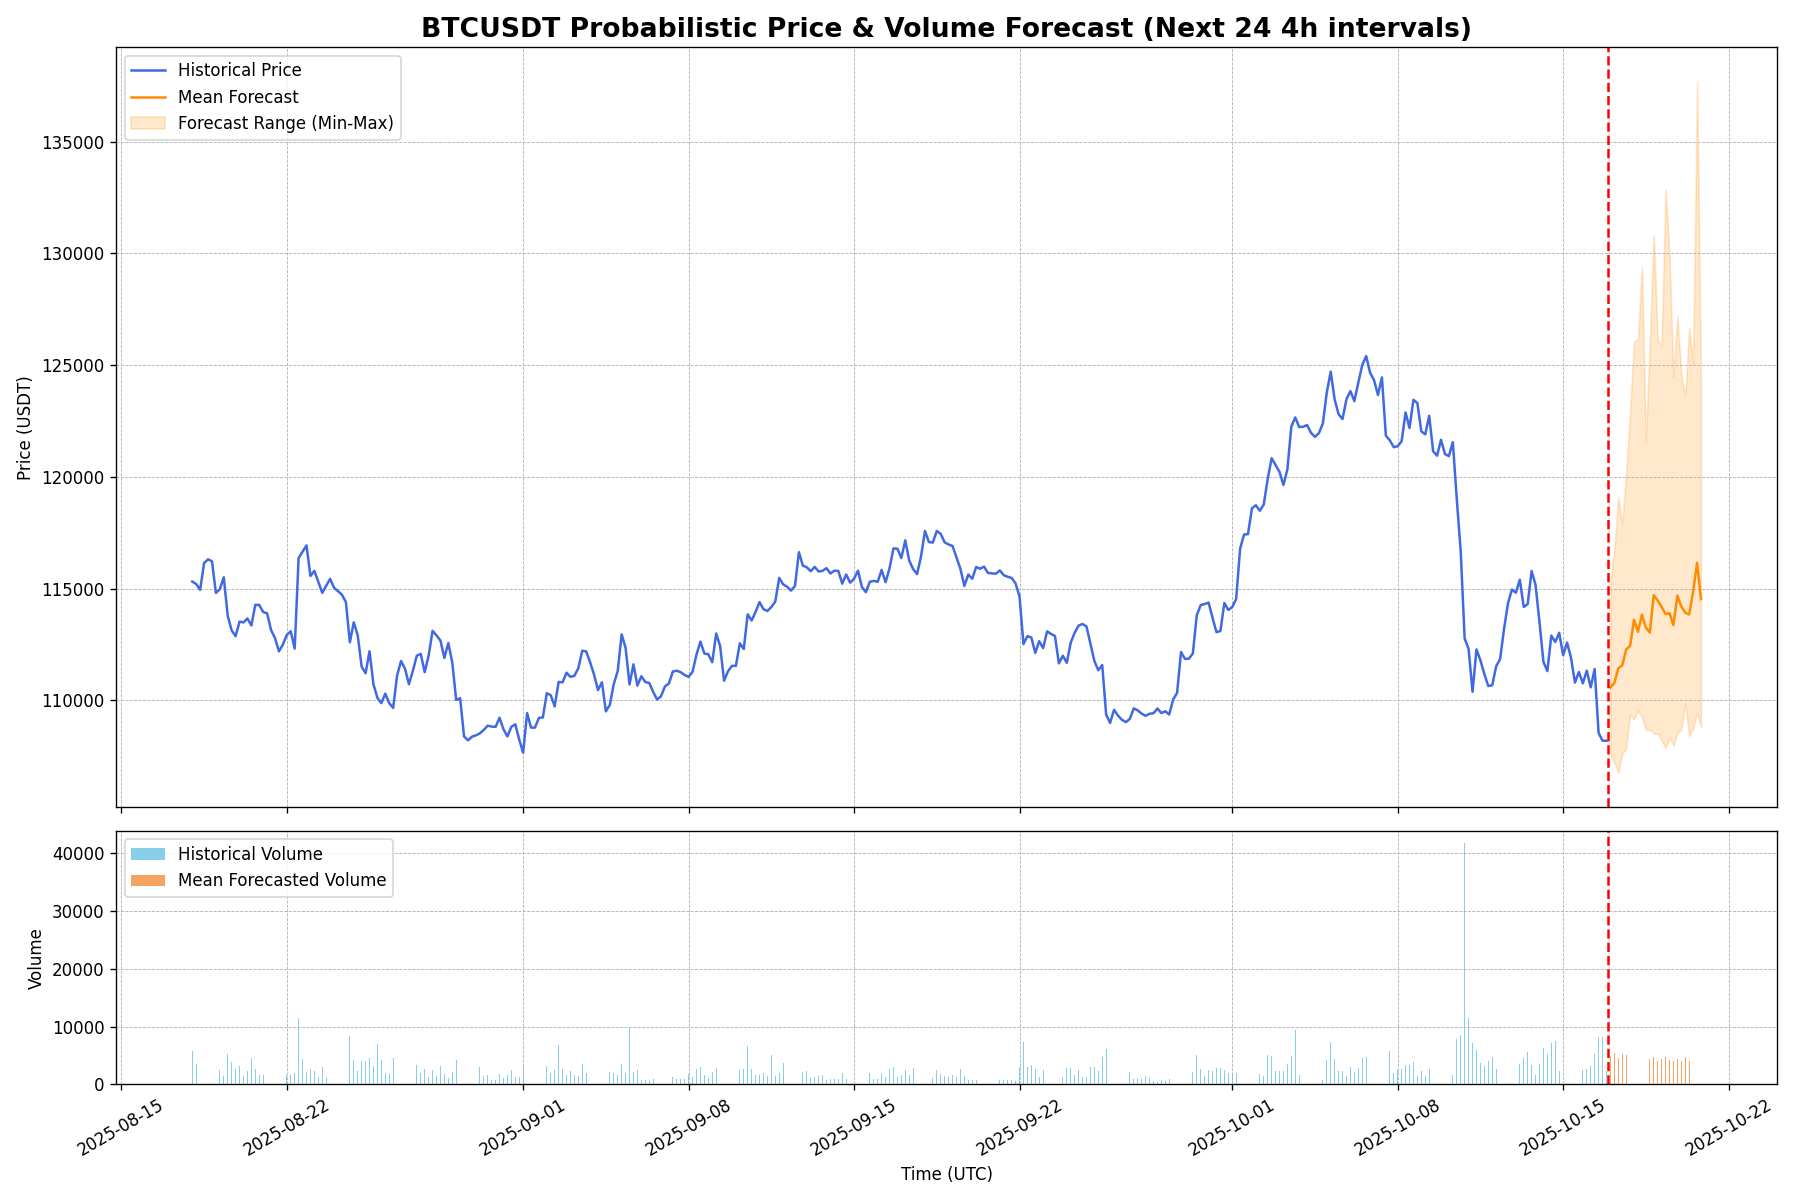 BTCUSDT Probabilistic Price & Volume Forecast (Next 24 4h intervals)
Historical Price
Mean Forecast
Forecast Range (Min-Max)
135000
130000
125000
120000
115000
110000
Price (USDT)
Historical Volume
Mean Forecasted Volume
40000
30000
20000
10000
0
Volume
2025-08-15
2025-08-22
2025-09-01
2025-09-08
2025-09-15
2025-09-22
2025-10-01
2025-10-08
2025-10-15
2025-10-22
Time (UTC)